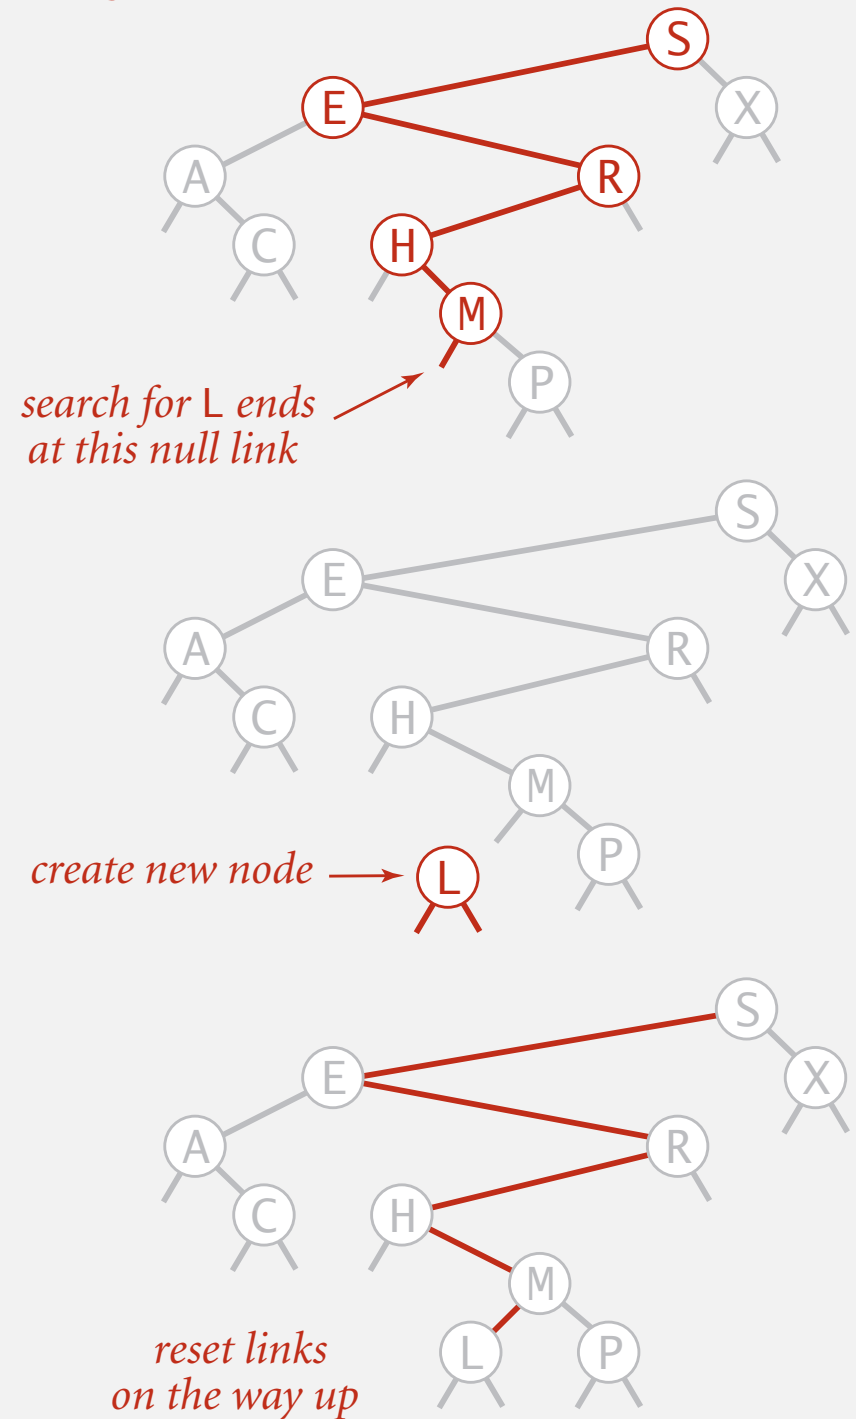 S
E
X
A
R
C
H
M
P
search for L ends
at this null link
S
E
X
A
R
C
H
M
P
create new node
L
S
E
X
A
R
C
H
M
L
P
reset links
on the way up